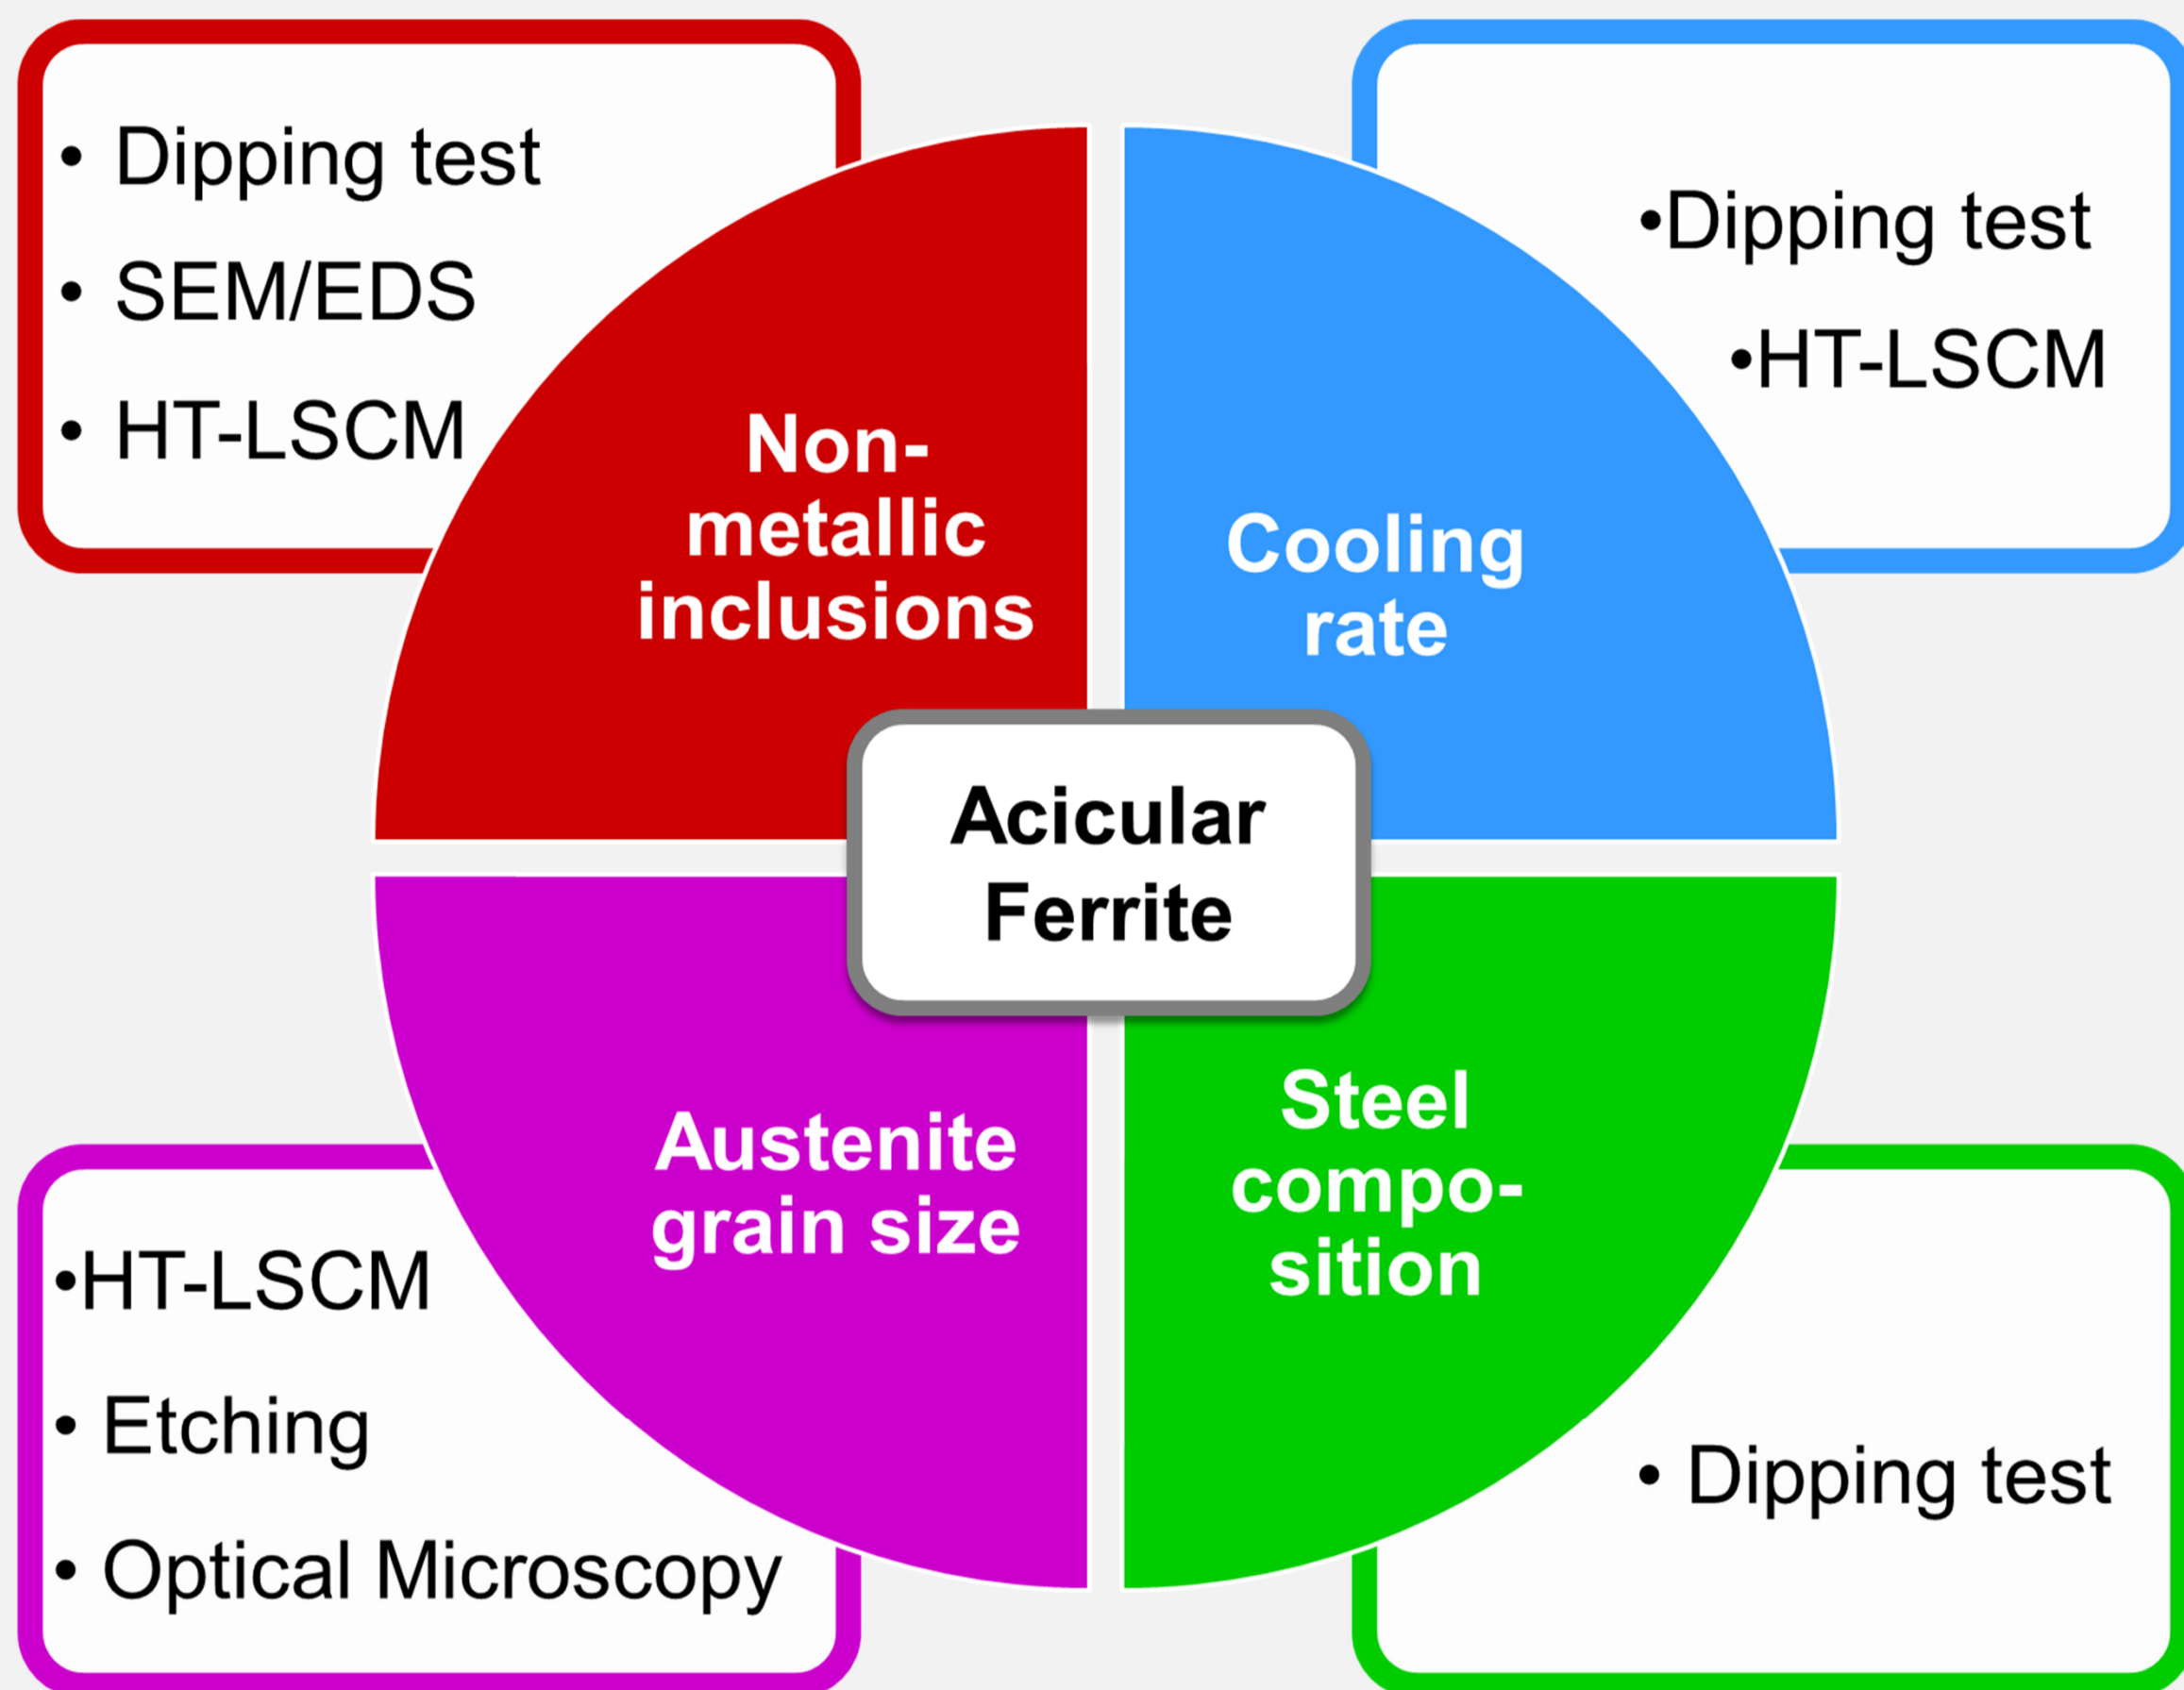 • Dipping test
• SEM/EDS
• HT-LSCM
Non-
metallic
inclusions
•Dipping test
•HT-LSCM
Cooling
rate
Acicular
Ferrite
Austenite
grain size
•HT-LSCM
• Etching
• Optical Microscopy
Steel
compo-
sition
• Dipping test